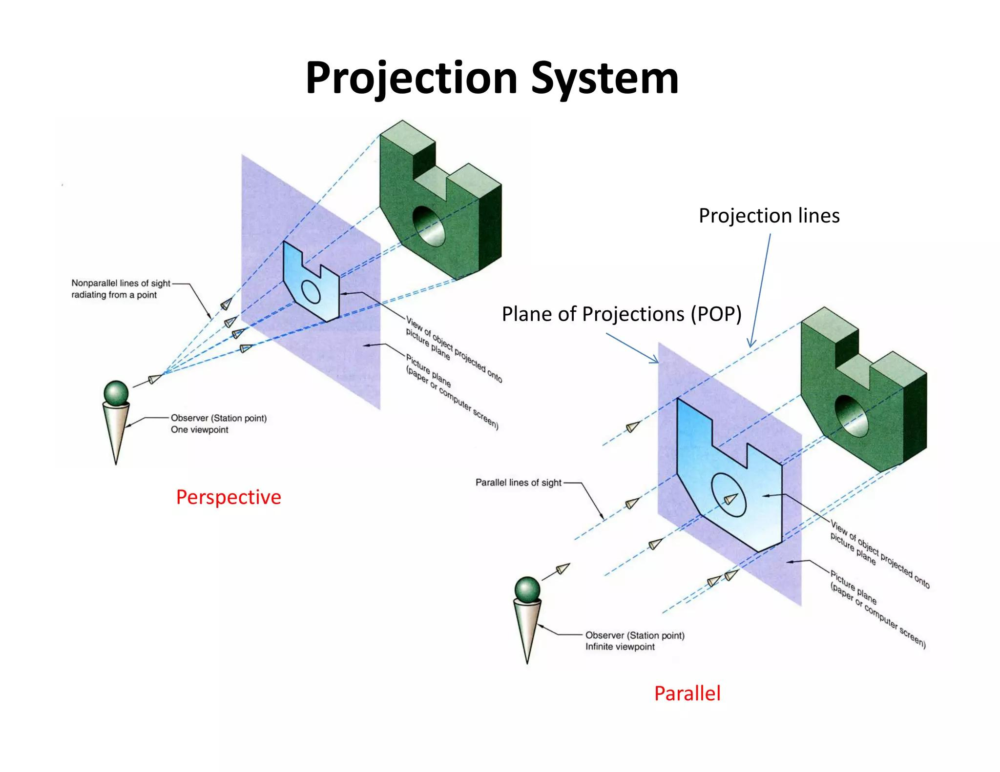 Projection System
Nonparallel lines of sight
radiating from a point
View of object projected onto
picture plane
Picture plane
(paper or computer screen)
Observer (Station point)
One viewpoint
Perspective
Projection lines
Plane of Projections (POP)
Parallel lines of sight
View of object projected onto
picture plane
Picture plane
(paper or computer screen)
Observer (Station point)
Infinite viewpoint
Parallel